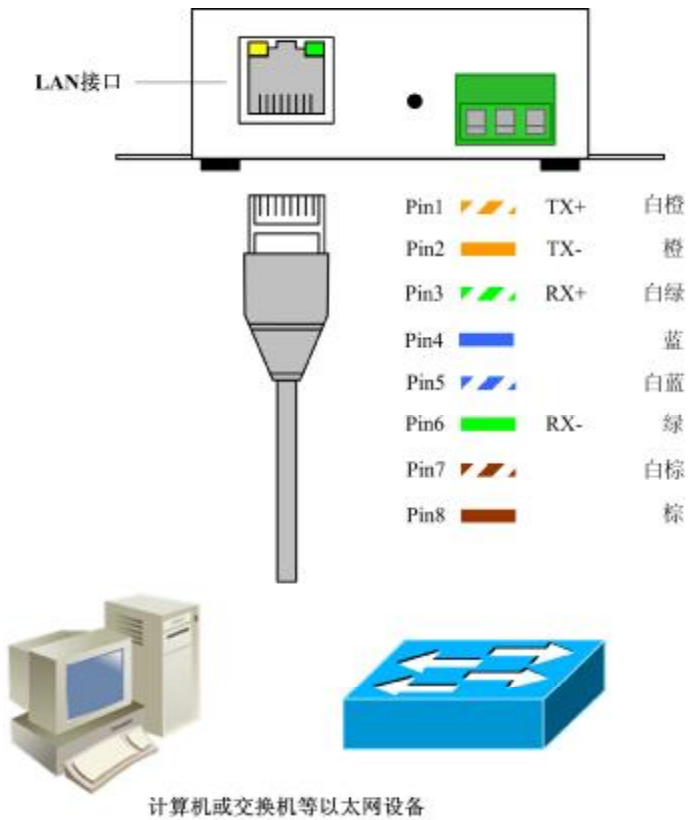 LAN接口
Pin1 TX+ 白橙
Pin2 TX- 橙
Pin3 RX+ 白绿
Pin4 蓝
Pin5 白蓝
Pin6 RX- 绿
Pin7 白棕
Pin8 棕
计算机或交换机等以太网设备